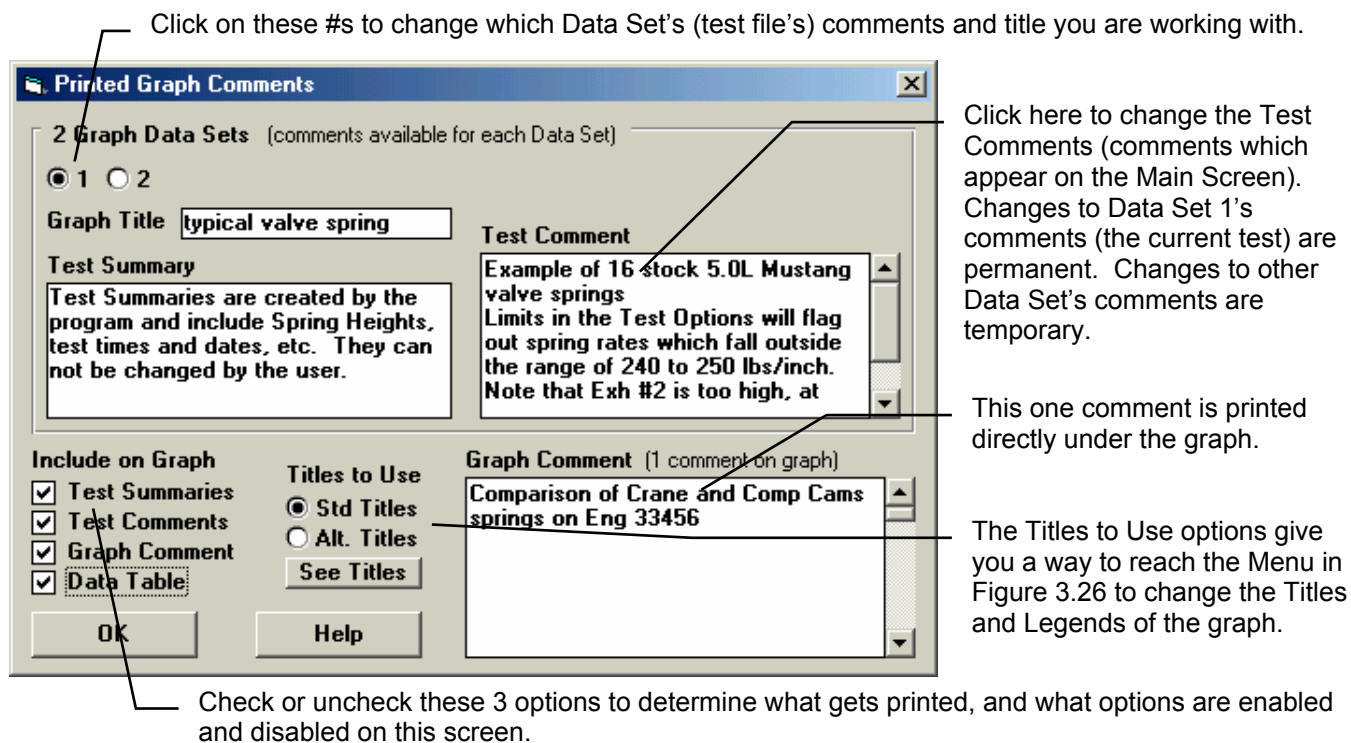 Click on these #s to change which Data Set's (test file's) comments and title you are working with.
Printed Graph Comments
2 Graph Data Sets (comments available for each Data Set)
1 2
Graph Title typical valve spring
Test Summary
Test Summaries are created by the
program and include Spring Heights,
test times and dates, etc. They can
not be changed by the user.
Test Comment
Example of 16 stock 5.0L Mustang
valve springs
Limits in the Test Options will flag
out spring rates which fall outside
the range of 240 to 250 lbs/inch.
Note that Exh #2 is too high, at
Include on Graph
Test Summaries
Test Comments
Graph Comment
Data Table
Titles to Use
Std Titles
Alt. Titles
See Titles
Graph Comment (1 comment on graph)
Comparison of Crane and Comp Cams
springs on Eng 33456
OK
Help
Click here to change the Test
Comments (comments which
appear on the Main Screen).
Changes to Data Set 1's
comments (the current test) are
permanent. Changes to other
Data Set's comments are
temporary.
This one comment is printed
directly under the graph.
The Titles to Use options give
you a way to reach the Menu in
Figure 3.26 to change the Titles
and Legends of the graph.
Check or uncheck these 3 options to determine what gets printed, and what options are enabled
and disabled on this screen.